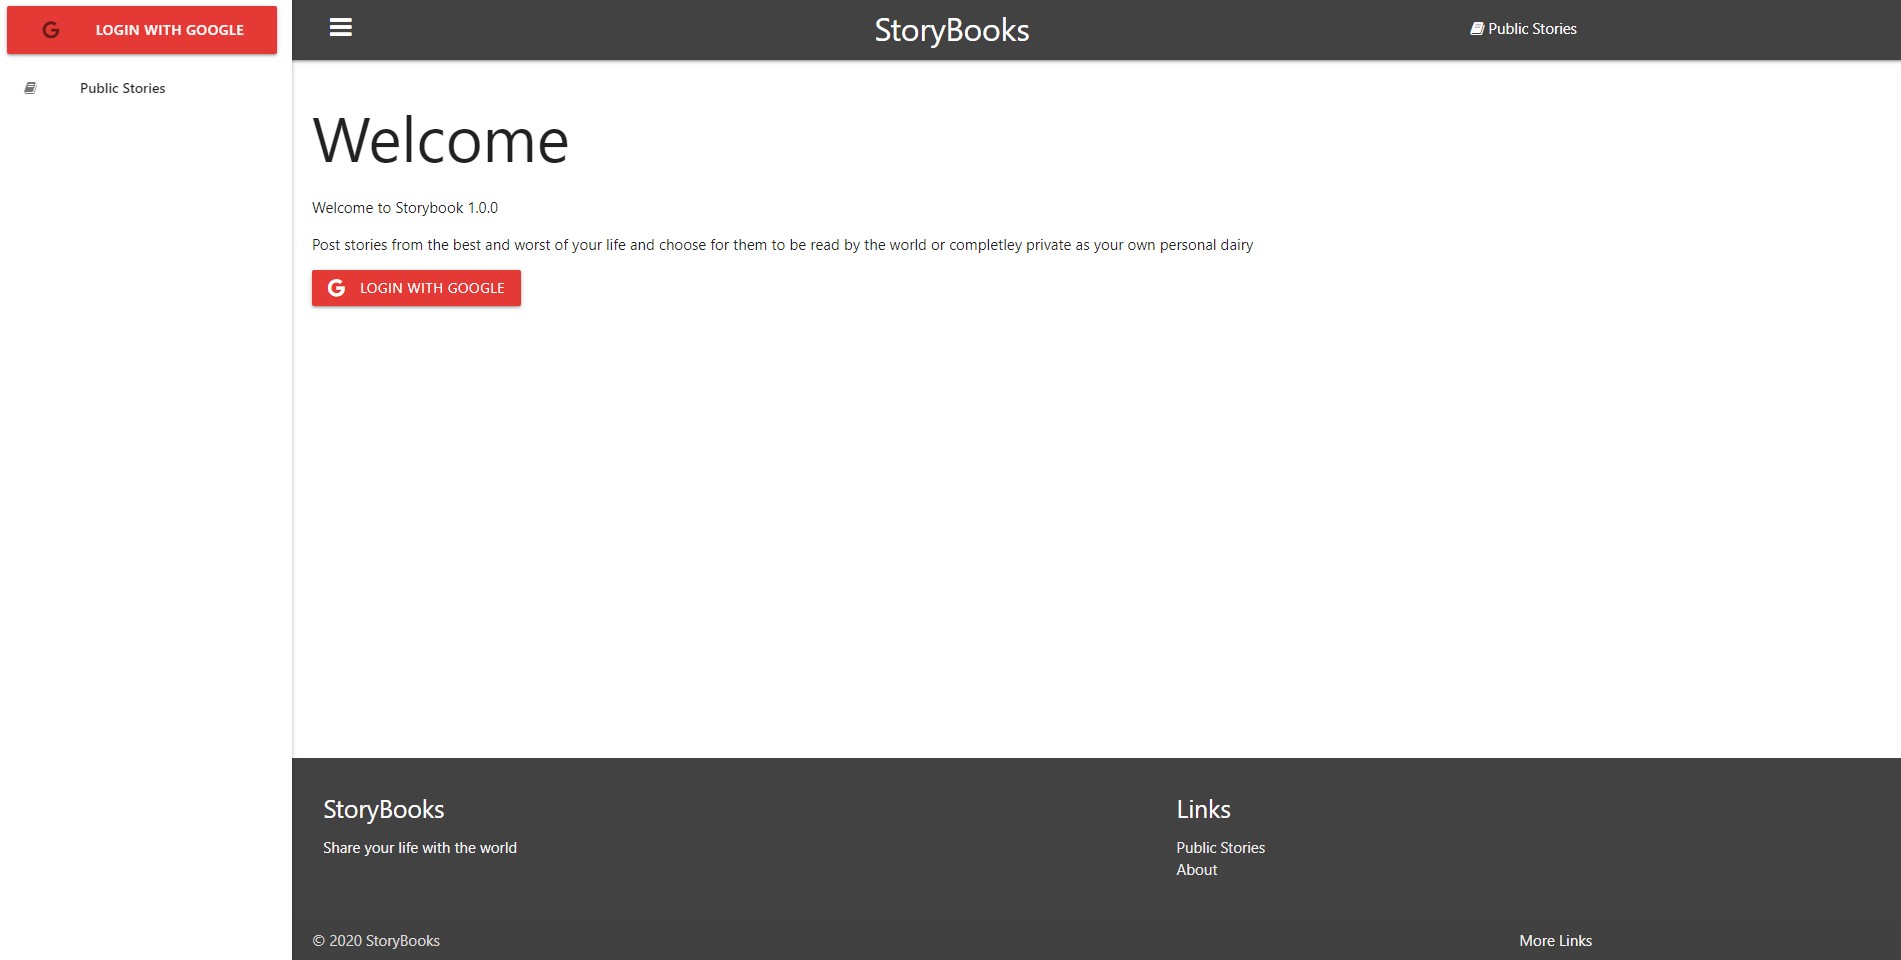 LOGIN WITH GOOGLE
Public Stories
StoryBooks
Public Stories
Welcome
Welcome to Storybook 1.0.0
Post stories from the best and worst of your life and choose for them to be read by the world or completley private as your own personal dairy
LOGIN WITH GOOGLE
StoryBooks
Share your life with the world
Links
Public Stories
About
© 2020 StoryBooks
More Links